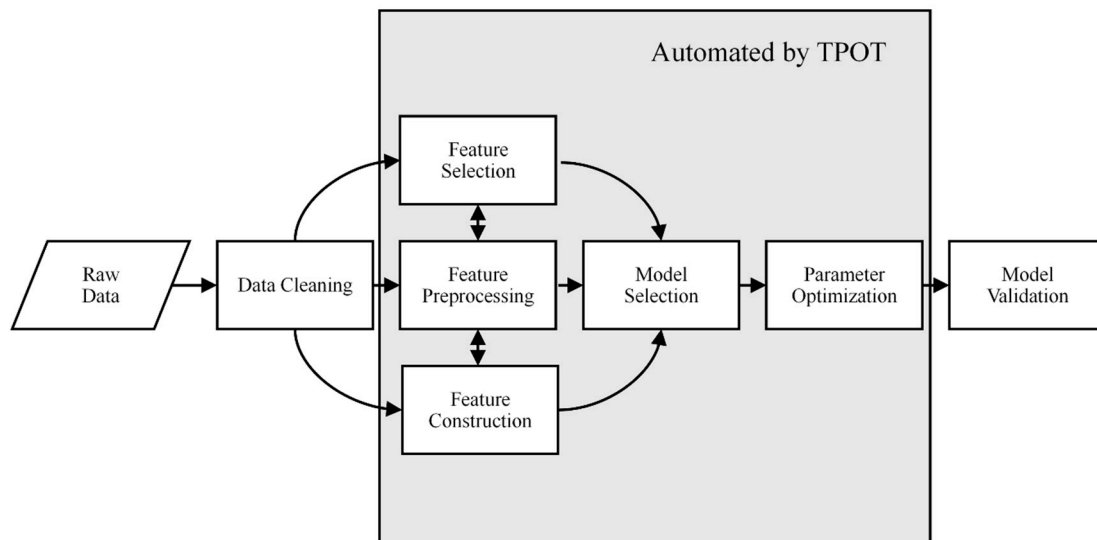 Automated by TPOT
Feature
Selection
Raw
Data
Data Cleaning
Feature
Preprocessing
Model
Selection
Parameter
Optimization
Model
Validation
Feature
Construction